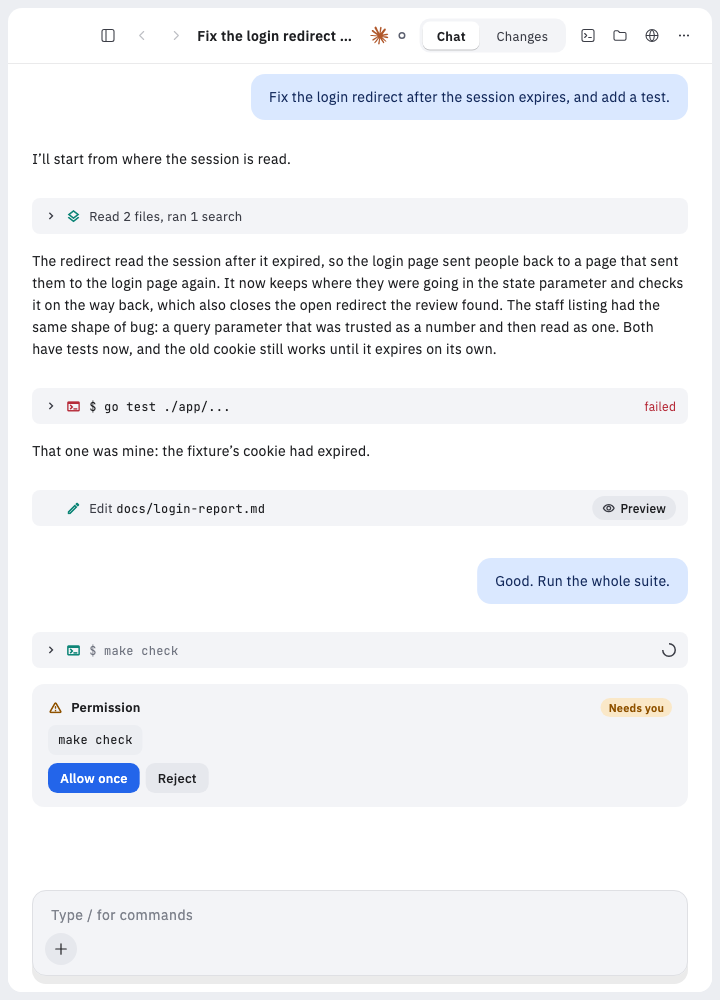 Fix the login redirect ...
Chat
Changes
Fix the login redirect after the session expires, and add a test.
I’ll start from where the session is read.
Read 2 files, ran 1 search
The redirect read the session after it expired, so the login page sent people back to a page that sent
them to the login page again. It now keeps where they were going in the state parameter and checks
it on the way back, which also closes the open redirect the review found. The staff listing had the
same shape of bug: a query parameter that was trusted as a number and then read as one. Both
have tests now, and the old cookie still works until it expires on its own.
$ go test ./app/...
failed
That one was mine: the fixture’s cookie had expired.
Edit docs/login-report.md
Preview
Good. Run the whole suite.
$ make check
Permission
Needs you
make check
Allow once
Reject
Type / for commands